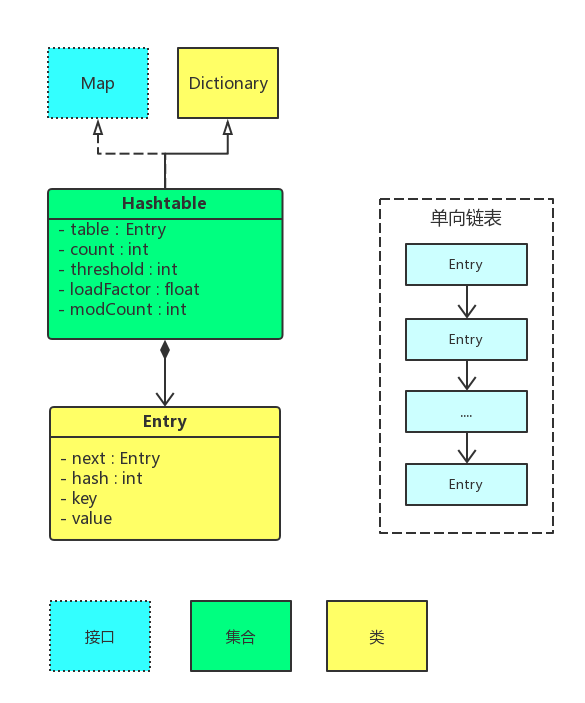 Map
Dictionary
Hashtable
- table : Entry
- count : int
- threshold : int
- loadFactor : float
- modCount : int
Entry
- next : Entry
- hash : int
- key
- value
单向链表
Entry
Entry
....
Entry
接口
集合
类